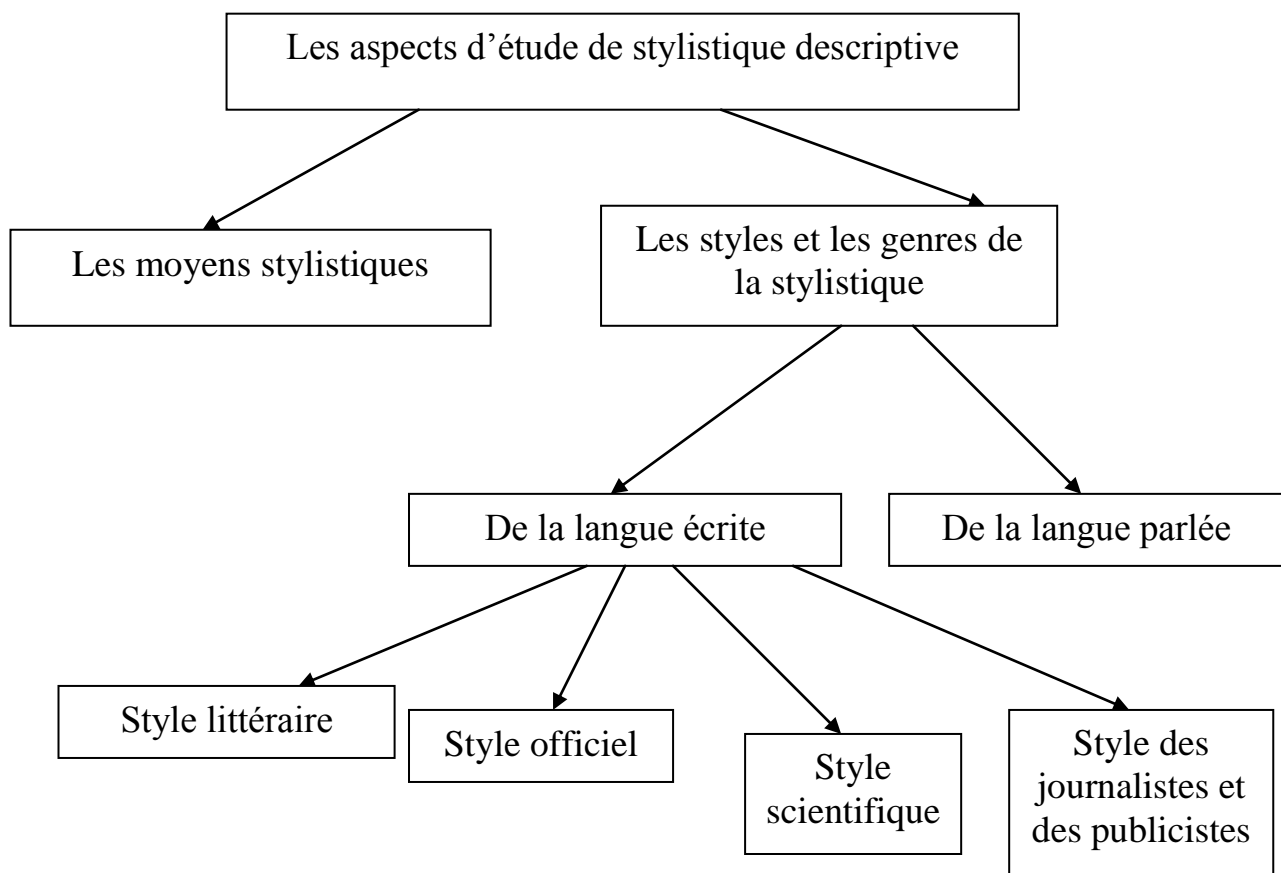 Les aspects d’étude de stylistique descriptive
Les moyens stylistiques
Les styles et les genres de
la stylistique
De la langue écrite
De la langue parlée
Style littéraire
Style officiel
Style
scientifique
Style des
journalistes et
des publicistes